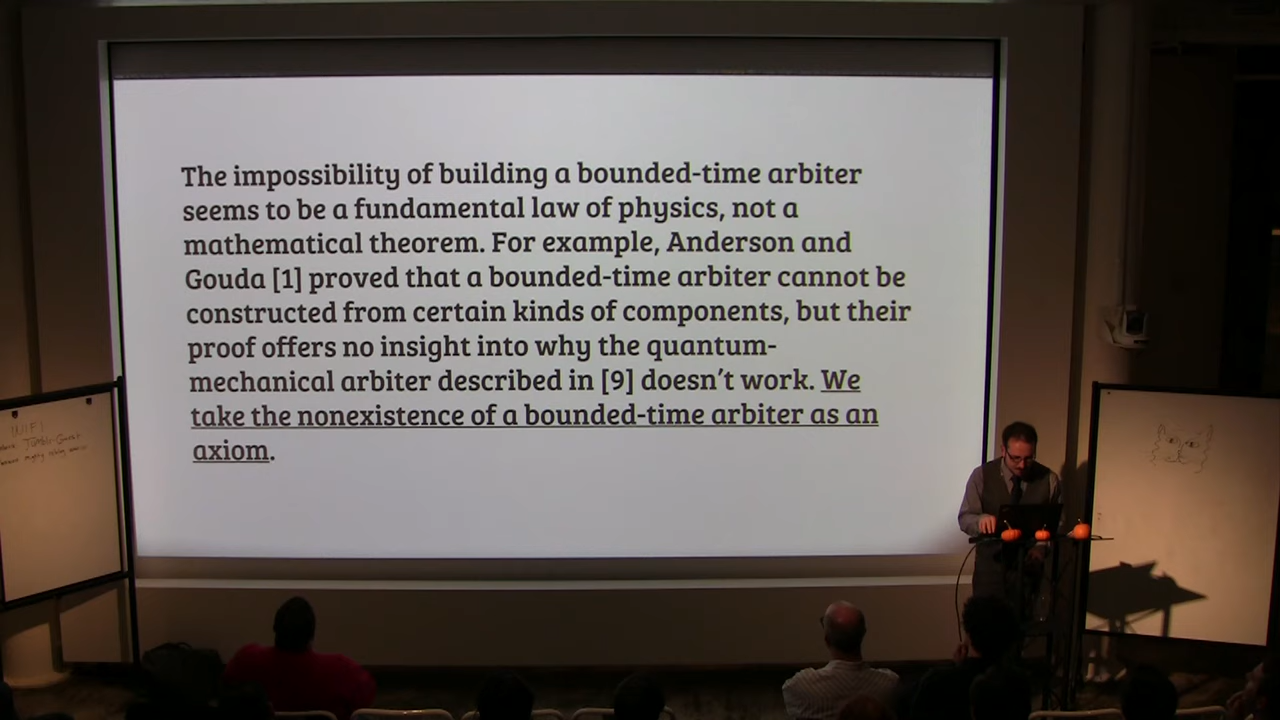 The impossibility of building a bounded-time arbiter
seems to be a fundamental law of physics, not a
mathematical theorem. For example, Anderson and
Gouda [1] proved that a bounded-time arbiter cannot be
constructed from certain kinds of components, but their
proof offers no insight into why the quantum-
mechanical arbiter described in [9] doesn't work. We
take the nonexistence of a bounded-time arbiter as an
axiom.
WIFI
Tumblr-Guest